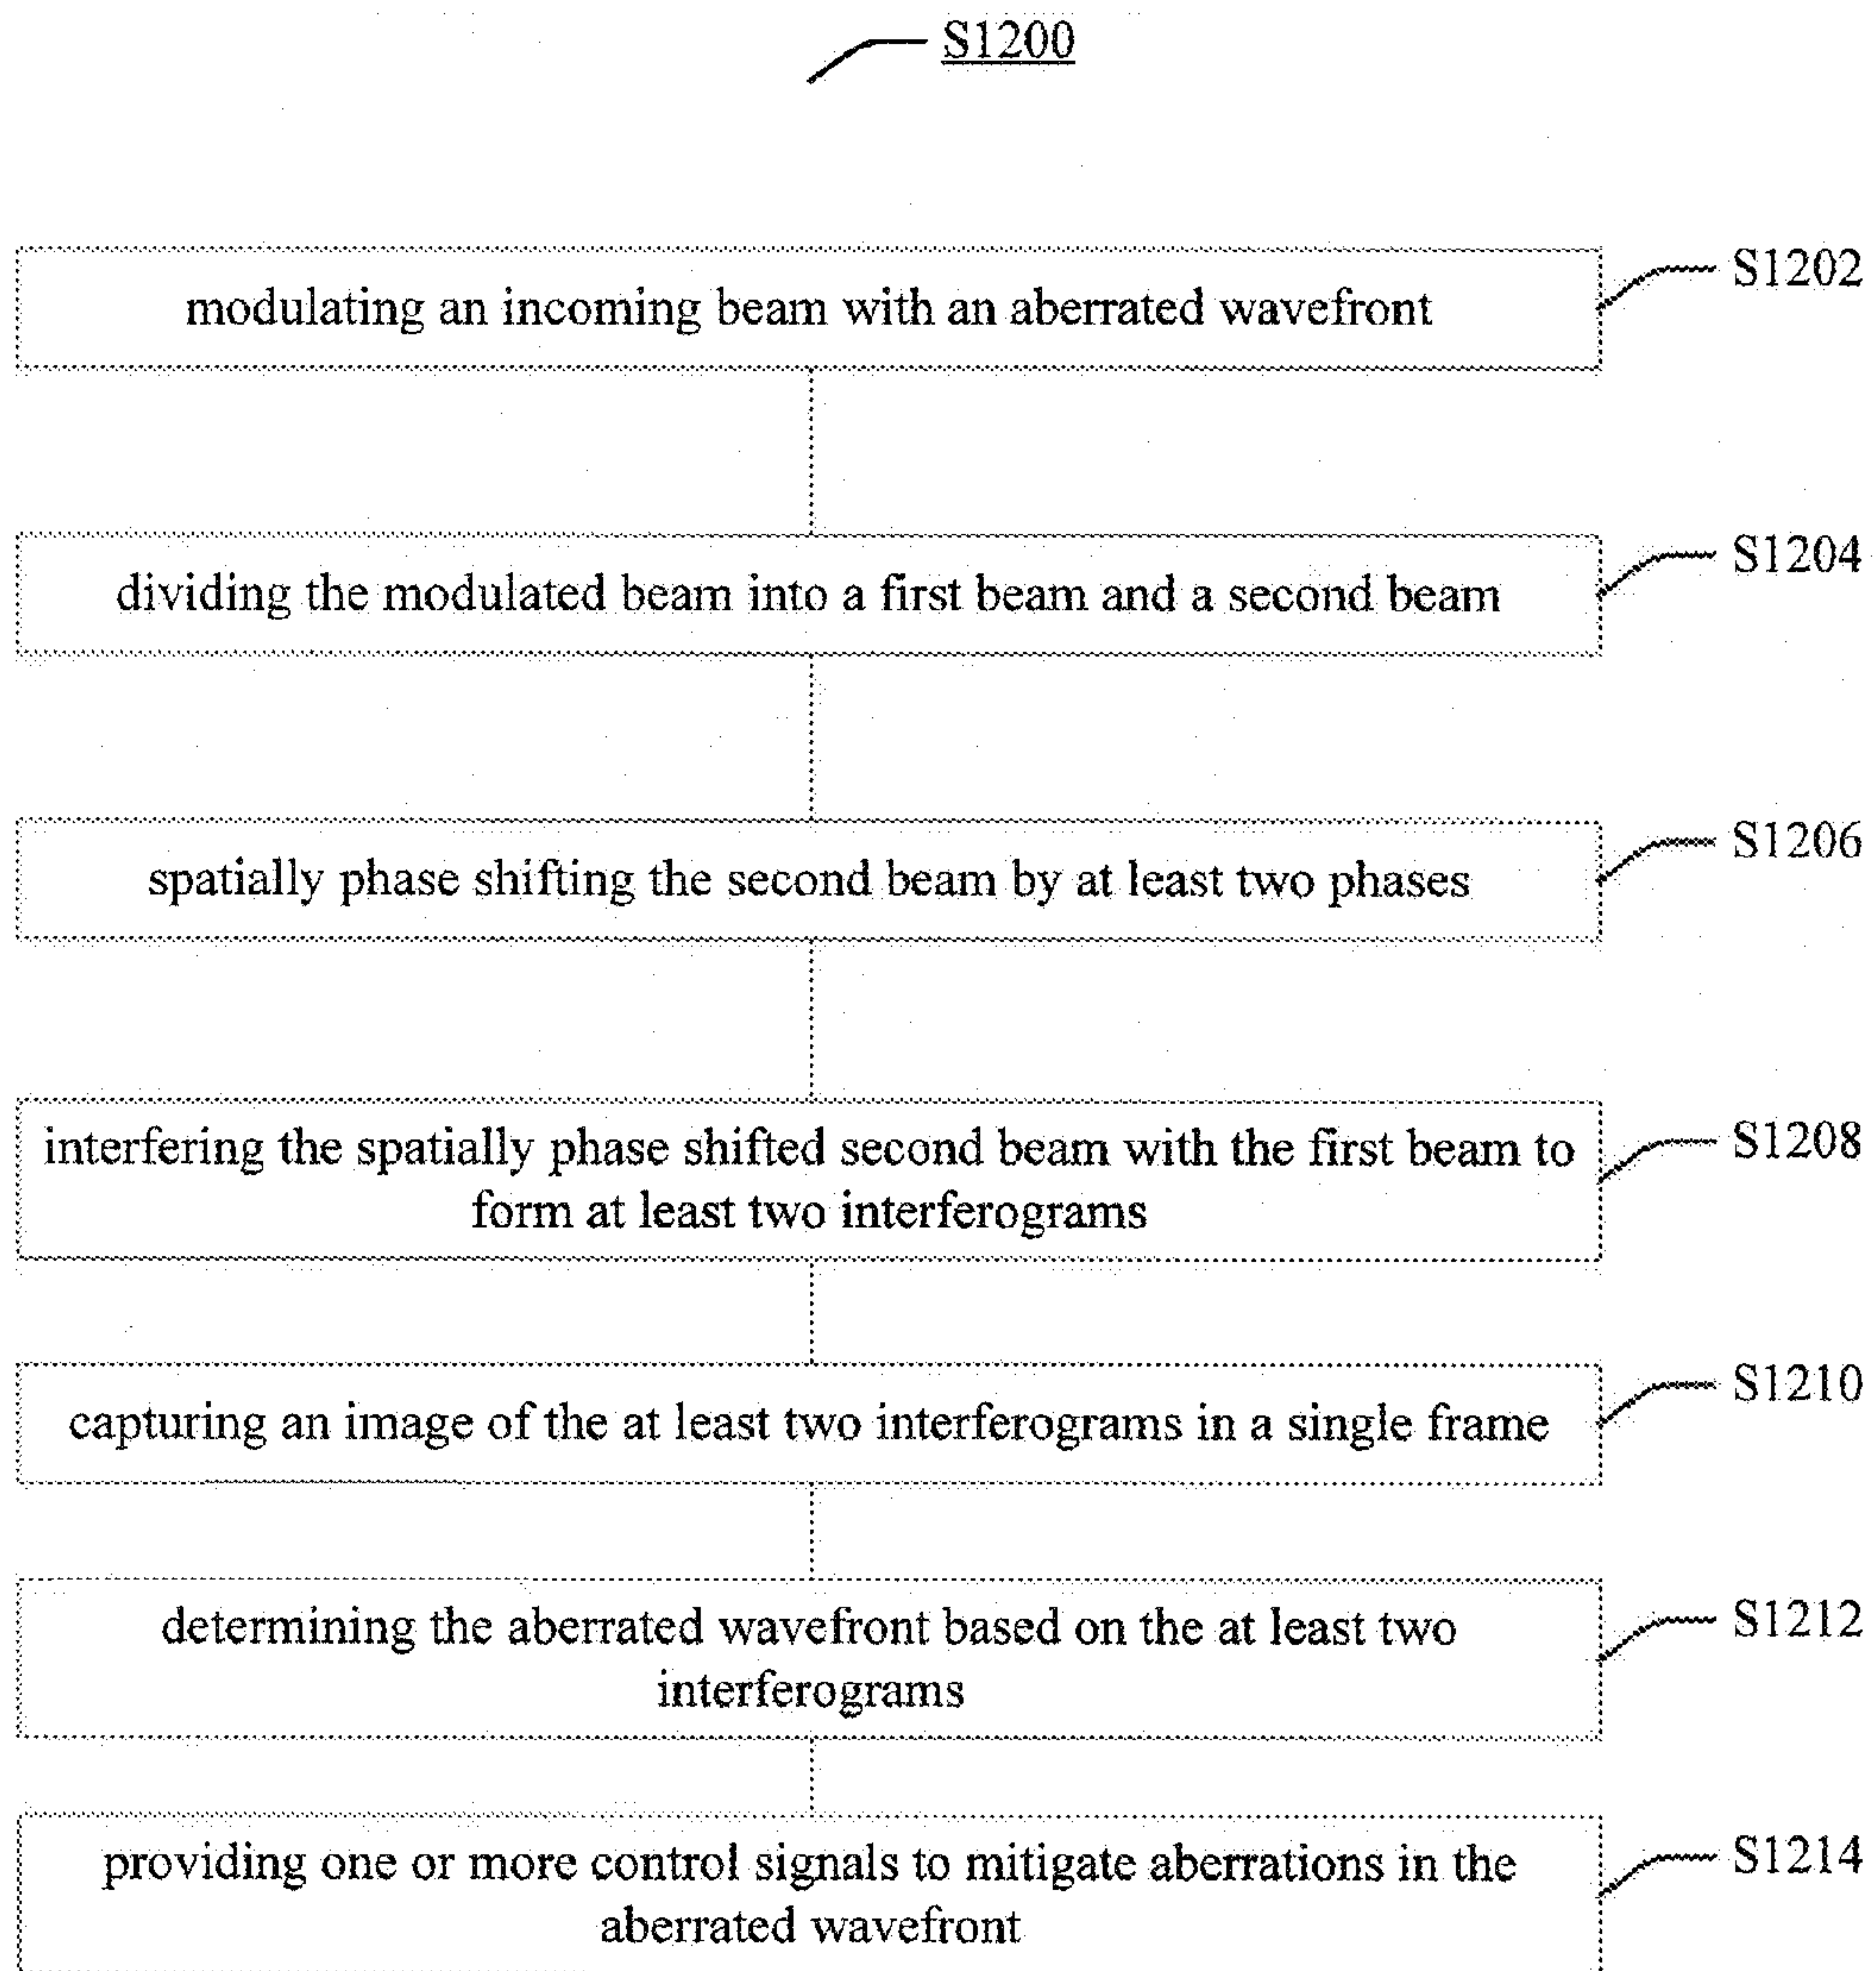 S1200
modulating an incoming beam with an aberrated wavefront
S1202
dividing the modulated beam into a first beam and a second beam
S1204
spatially phase shifting the second beam by at least two phases
S1206
interfering the spatially phase shifted second beam with the first beam to
form at least two interferograms
S1208
capturing an image of the at least two interferograms in a single frame
S1210
determining the aberrated wavefront based on the at least two
interferograms
S1212
providing one or more control signals to mitigate aberrations in the
aberrated wavefront
S1214